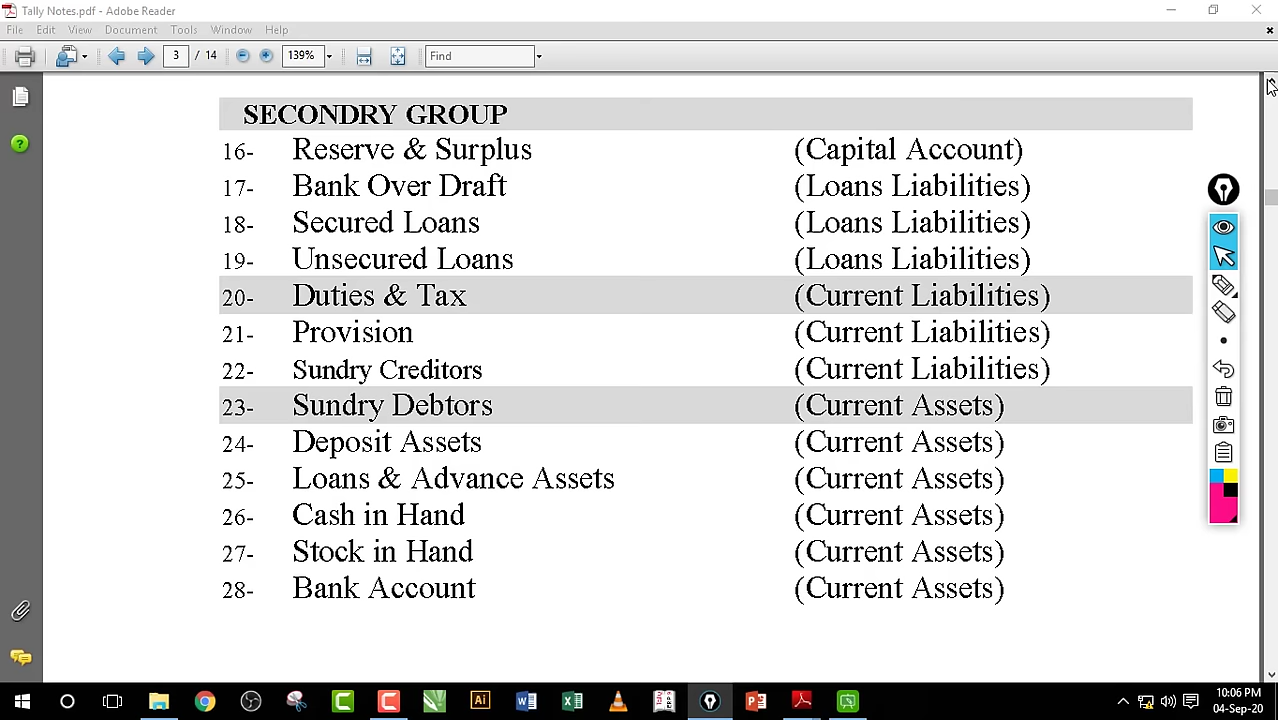 Tally Notes.pdf - Adobe Reader
File Edit View Document Tools Window Help
3 / 14 139% Find
SECONDRY GROUP
16- Reserve & Surplus (Capital Account)
17- Bank Over Draft (Loans Liabilities)
18- Secured Loans (Loans Liabilities)
19- Unsecured Loans (Loans Liabilities)
20- Duties & Tax (Current Liabilities)
21- Provision (Current Liabilities)
22- Sundry Creditors (Current Liabilities)
23- Sundry Debtors (Current Assets)
24- Deposit Assets (Current Assets)
25- Loans & Advance Assets (Current Assets)
26- Cash in Hand (Current Assets)
27- Stock in Hand (Current Assets)
28- Bank Account (Current Assets)
10:06 PM
04-Sep-20